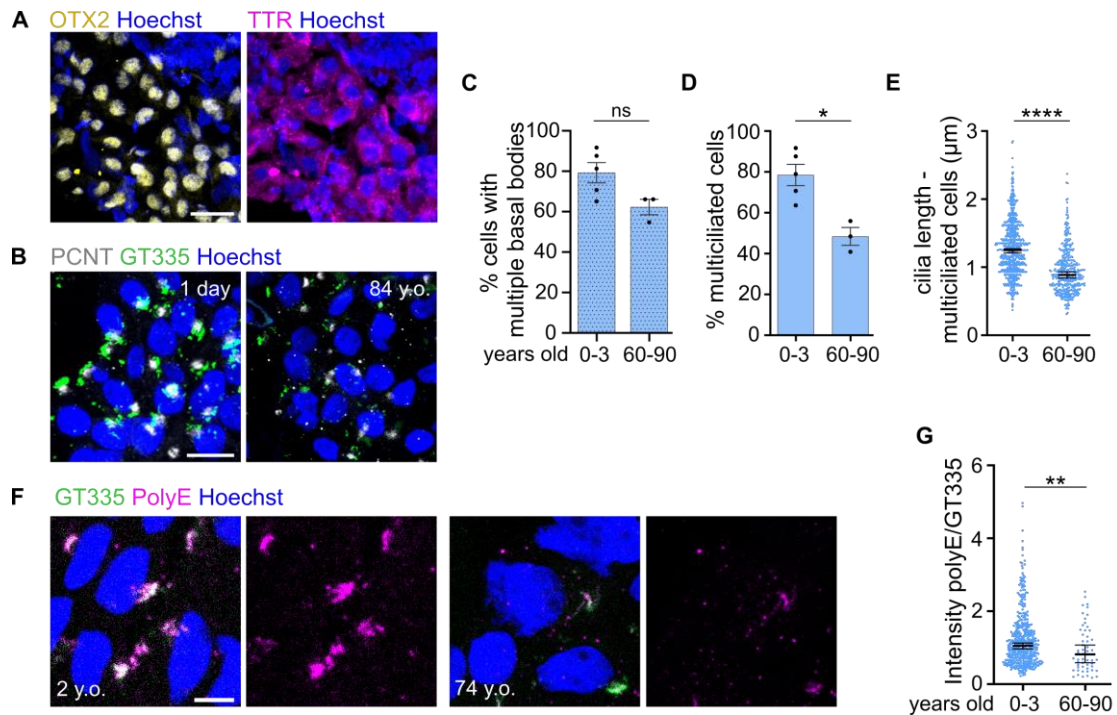 A
OTX2 Hoechst
TTR Hoechst
B
PCNT GT335 Hoechst
1 day
84 y.o.
C
% cells with
multiple basal bodies
100
80
60
40
20
0
ns
years old 0-3 60-90
D
% multiciliated cells
100
80
60
40
20
0
*
0-3 60-90
E
cilia length -
multiciliated cells (μm)
3
2
1
0
****
0-3 60-90
F
GT335 PolyE Hoechst
2 y.o.
74 y.o.
G
Intensity polyE/GT335
6
4
2
0
**
years old 0-3 60-90